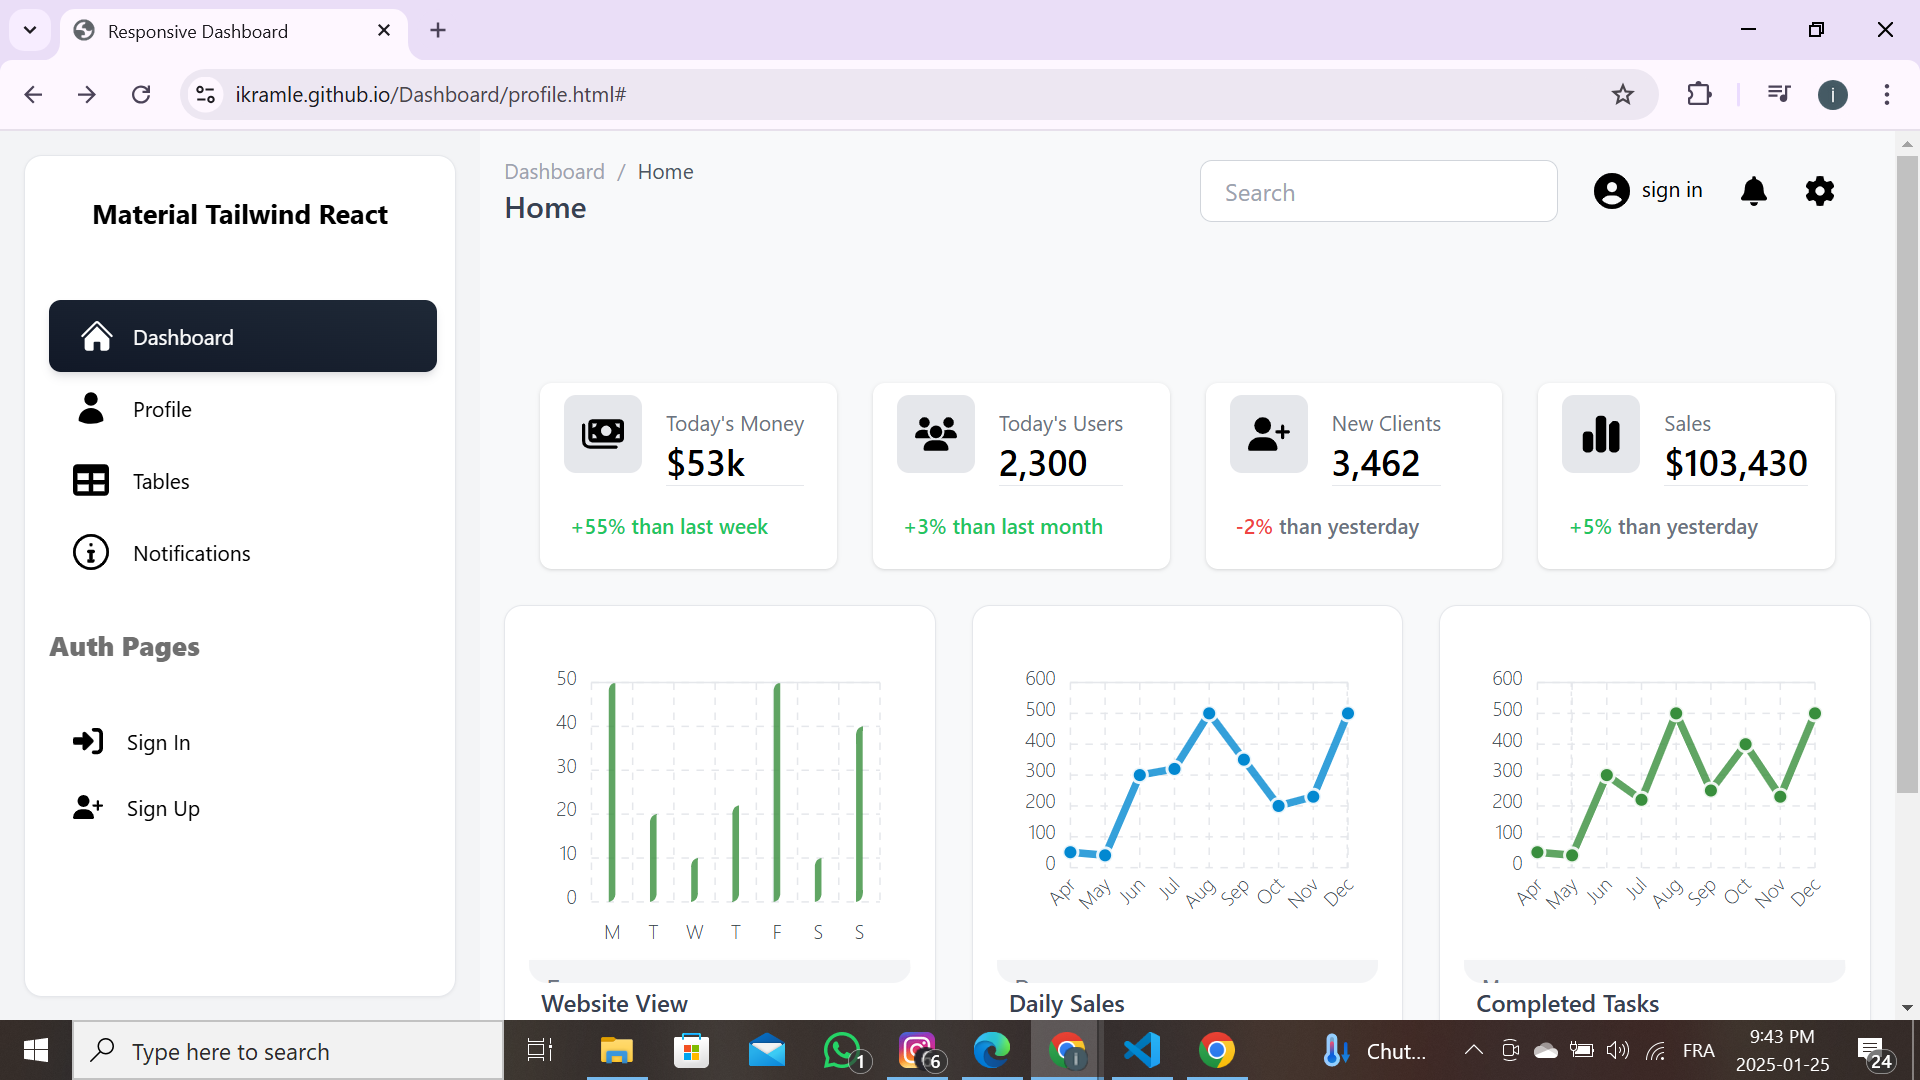 Responsive Dashboard
ikramle.github.io/Dashboard/profile.html#
i
Material Tailwind React
Dashboard
Profile
Tables
Notifications
Auth Pages
Sign In
Sign Up
Dashboard / Home
Home
Search
sign in
Today's Money
$53k
+55% than last week
Today's Users
2,300
+3% than last month
New Clients
3,462
-2% than yesterday
Sales
$103,430
+5% than yesterday
50
40
30
20
10
0
M T W T F S S
Website View
600
500
400
300
200
100
0
Apr May Jun Jul Aug Sep Oct Nov Dec
Daily Sales
600
500
400
300
200
100
0
Apr May Jun Jul Aug Sep Oct Nov Dec
Completed Tasks
Type here to search
1
6
i
Chut...
FRA
9:43 PM
2025-01-25
24